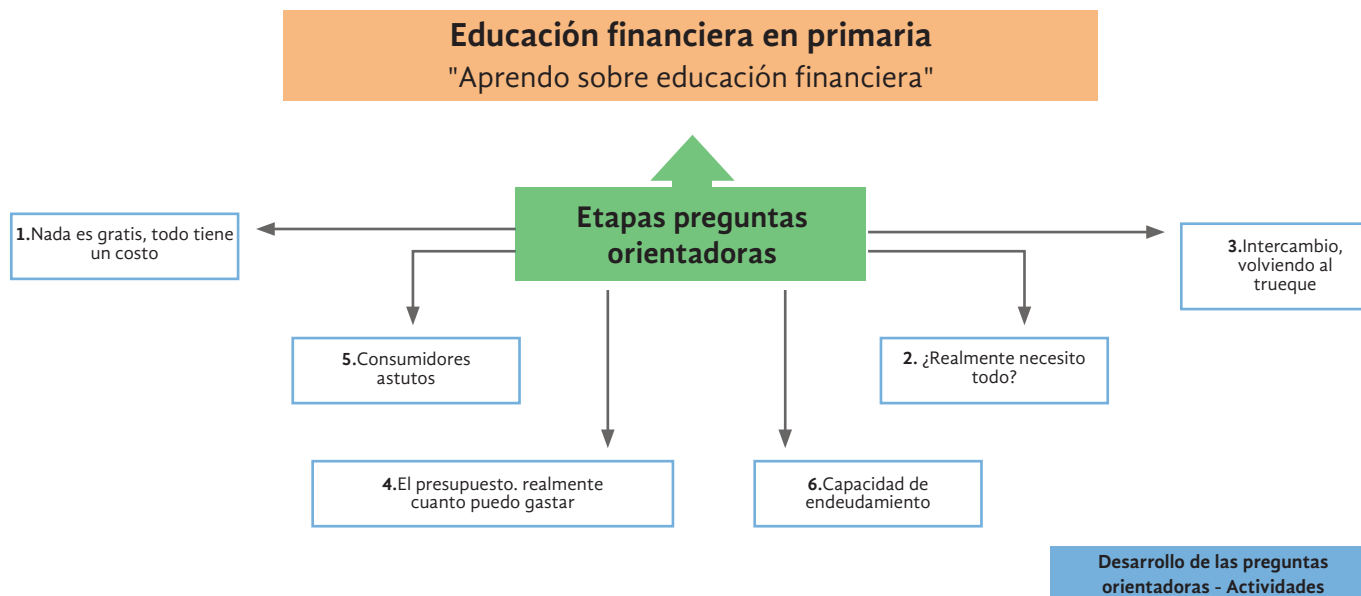 Educación financiera en primaria
"Aprendo sobre educación financiera"
Etapas preguntas
orientadoras
1.Nada es gratis, todo tiene
un costo
3.Intercambio,
volviendo al
trueque
5.Consumidores
astutos
2. ¿Realmente necesito
todo?
4.El presupuesto. realmente
cuanto puedo gastar
6.Capacidad de
endeudamiento
Desarrollo de las preguntas
orientadoras - Actividades